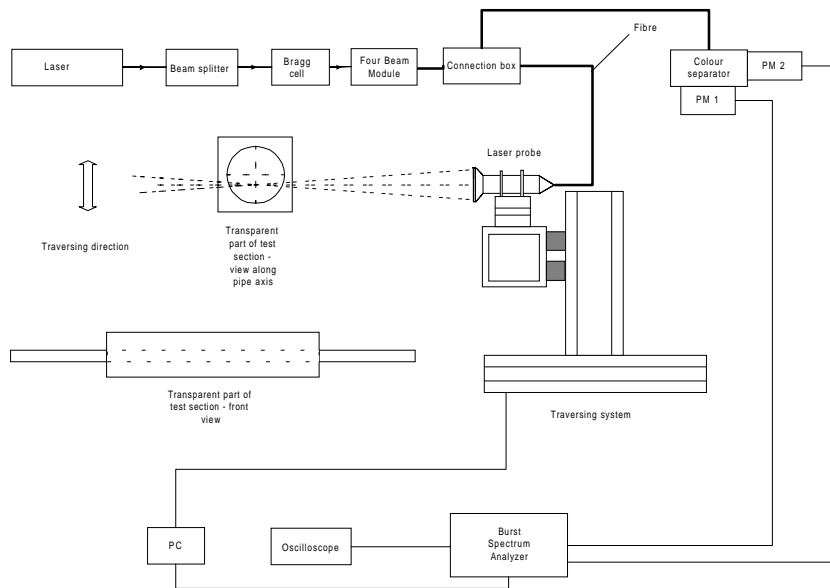 Fibre
Laser
Beam splitter
Bragg
cell
Four Beam
Module
Connection box
Colour
separator
PM 2
PM 1
Laser probe
Traversing direction
Transparent
part of test
section -
view along
pipe axis
Transparent part of
test section - front
view
Traversing system
PC
Oscilloscope
Burst
Spectrum
Analyzer